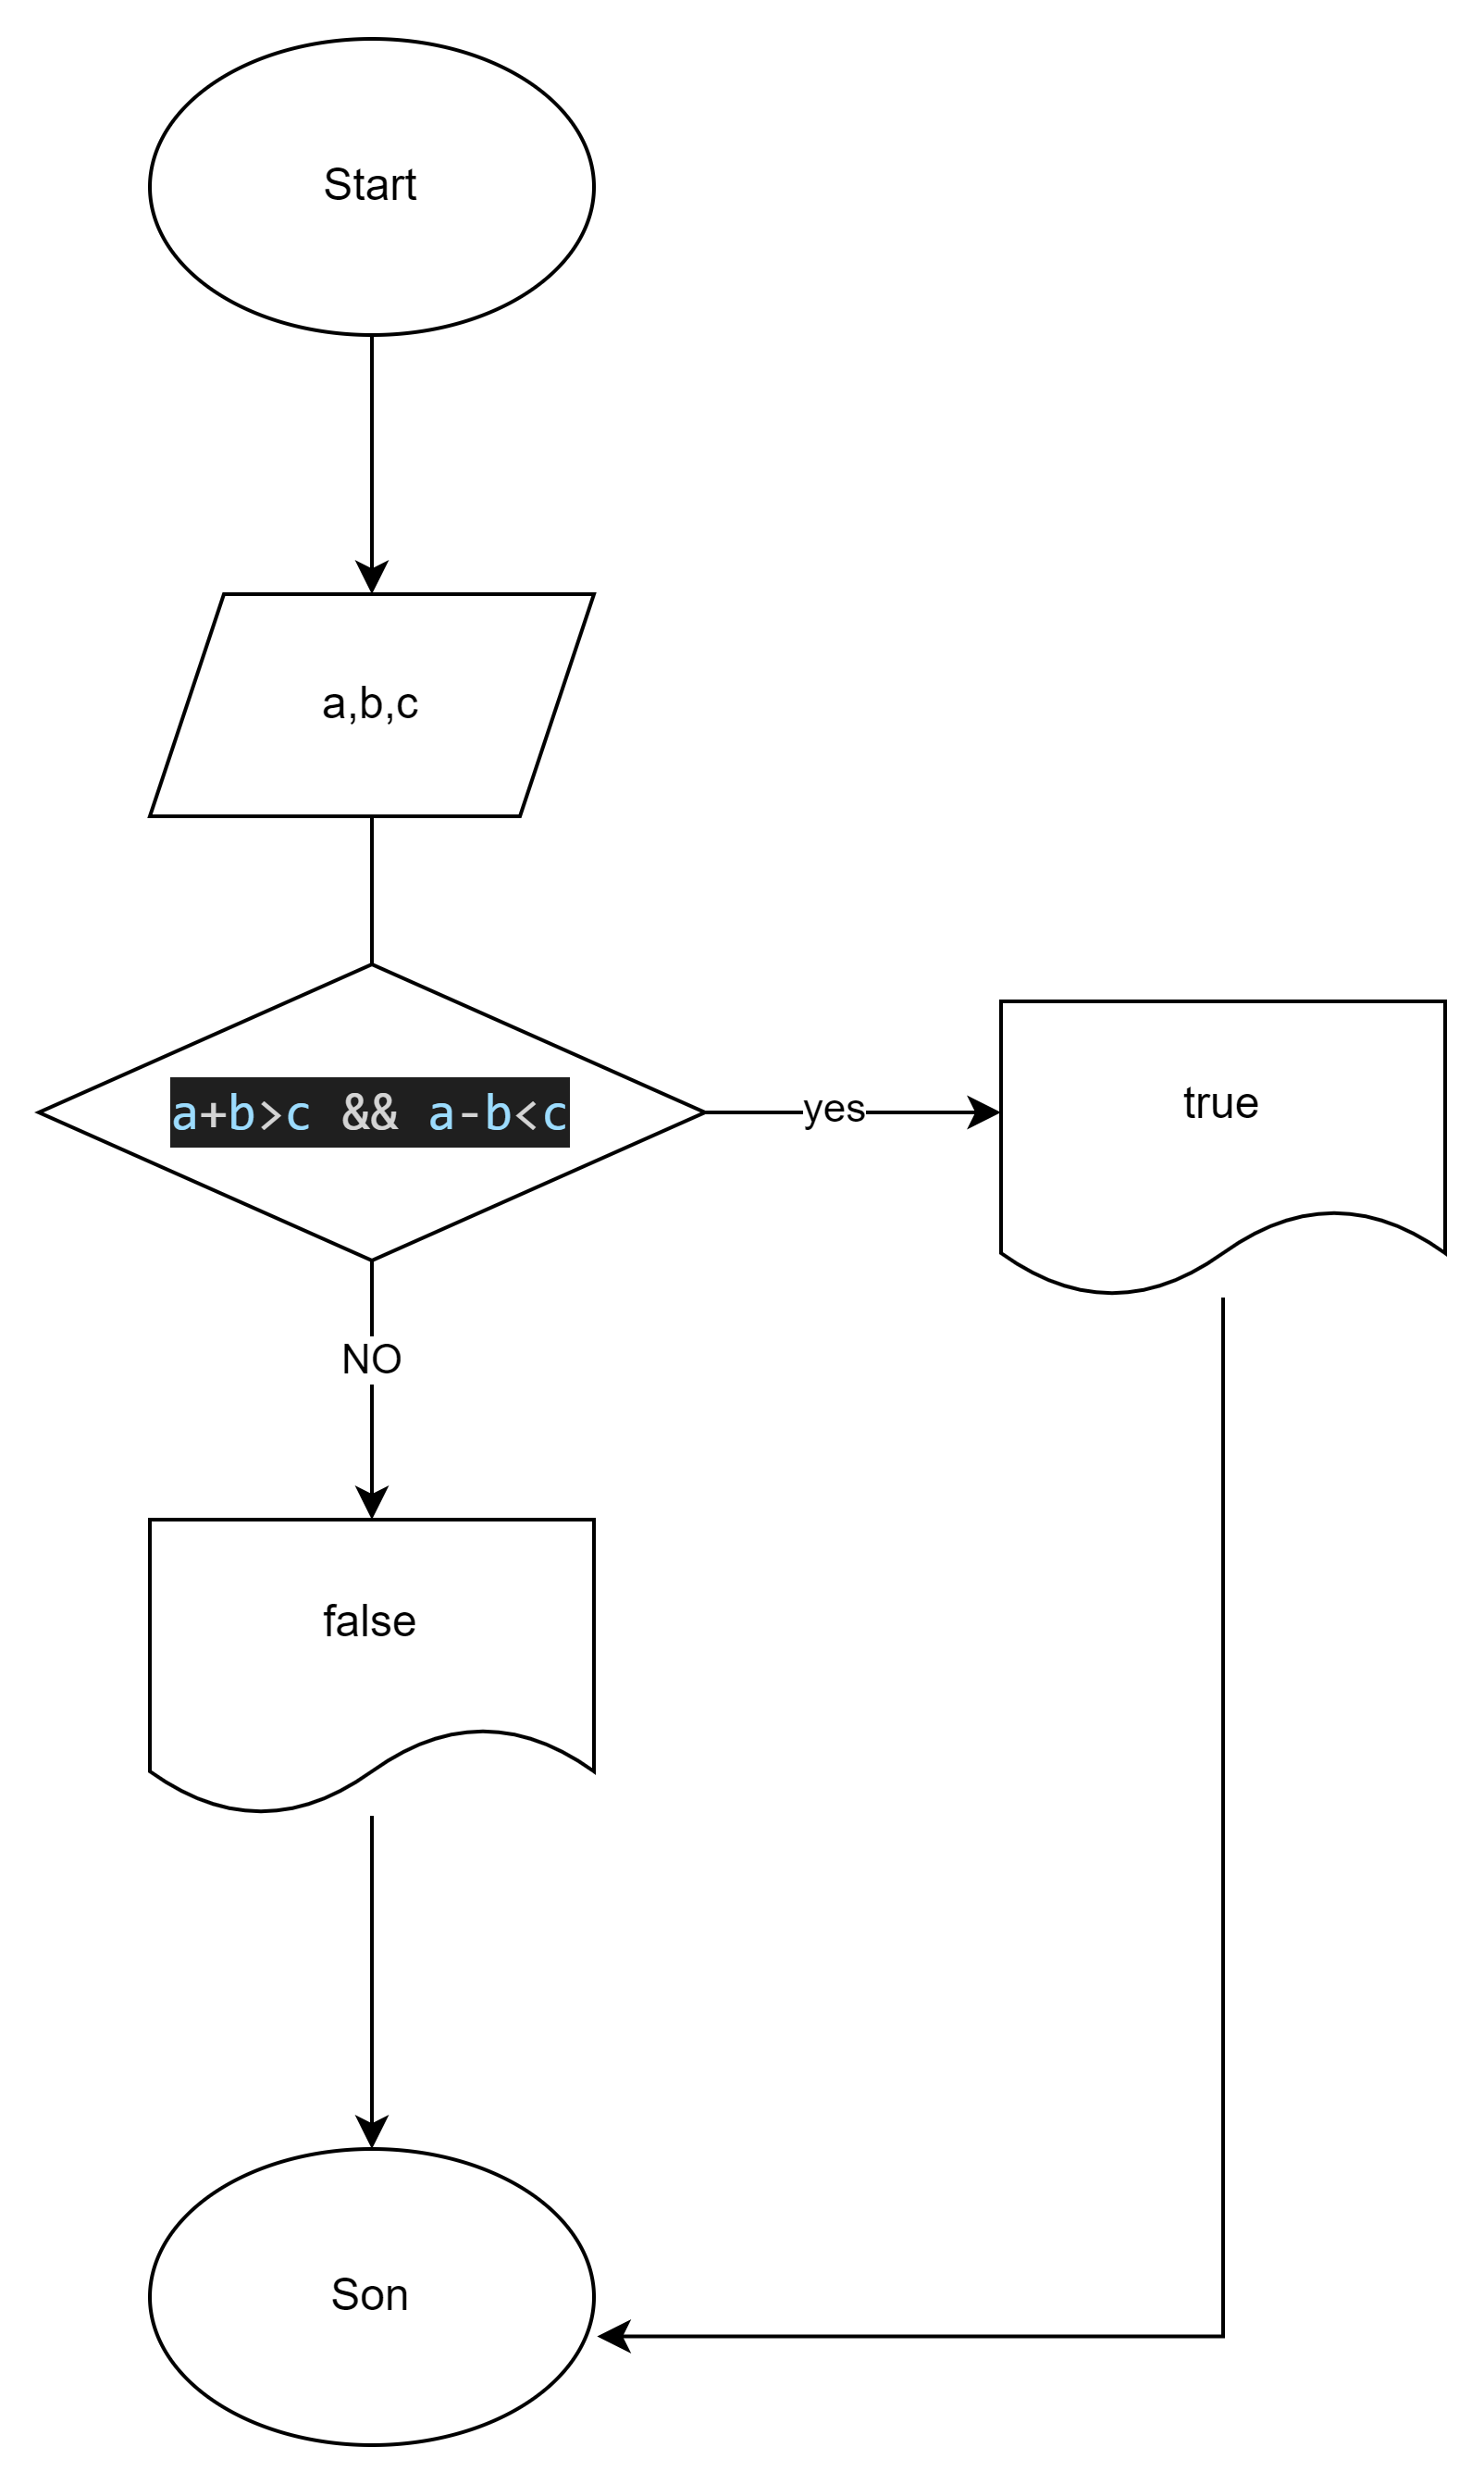 Start
a,b,c
a+b>c && a-b<c
yes
true
NO
false
Son